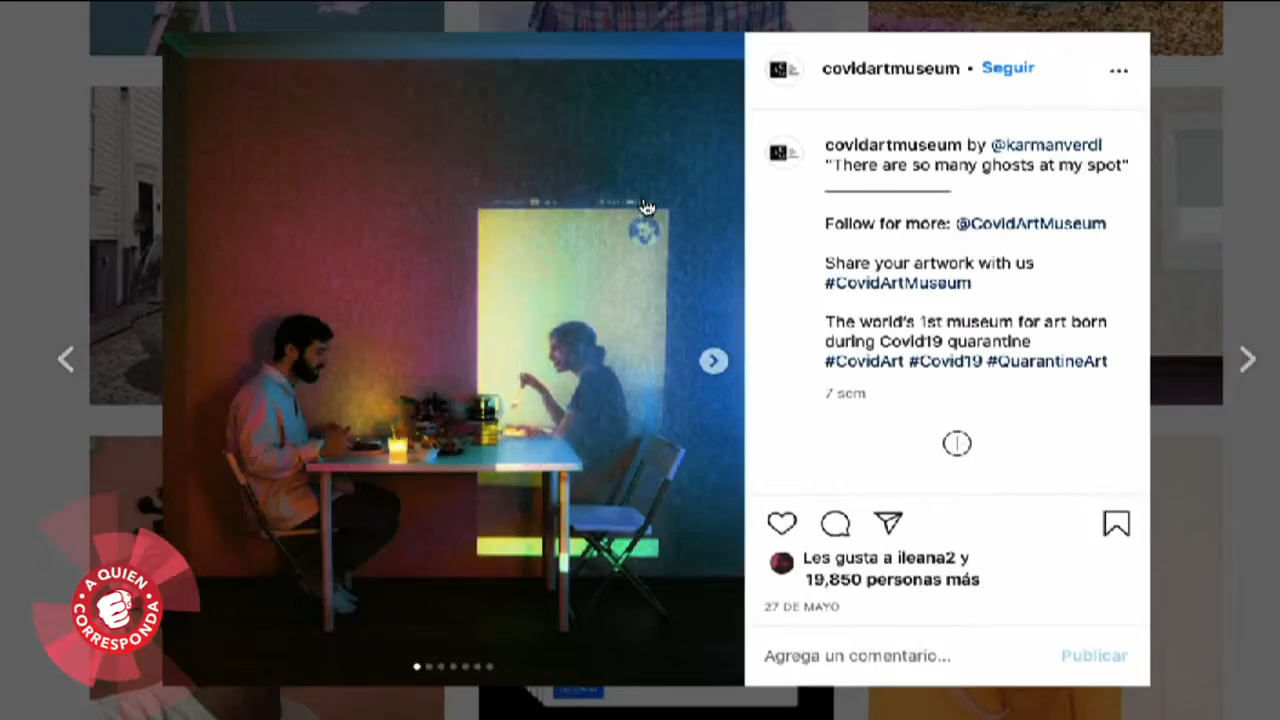 covidartmuseum • Seguir
covidartmuseum by @karmanverdl
"There are so many ghosts at my spot"
Follow for more: @CovidArtMuseum
Share your artwork with us
#CovidArtMuseum
The world's 1st museum for art born
during Covid19 quarantine
#CovidArt #Covid19 #QuarantineArt
7 sem
Les gusta a ileana2 y
19,850 personas más
27 DE MAYO
Agrega un comentario... Publicar
A QUIEN
CORRESPONDA